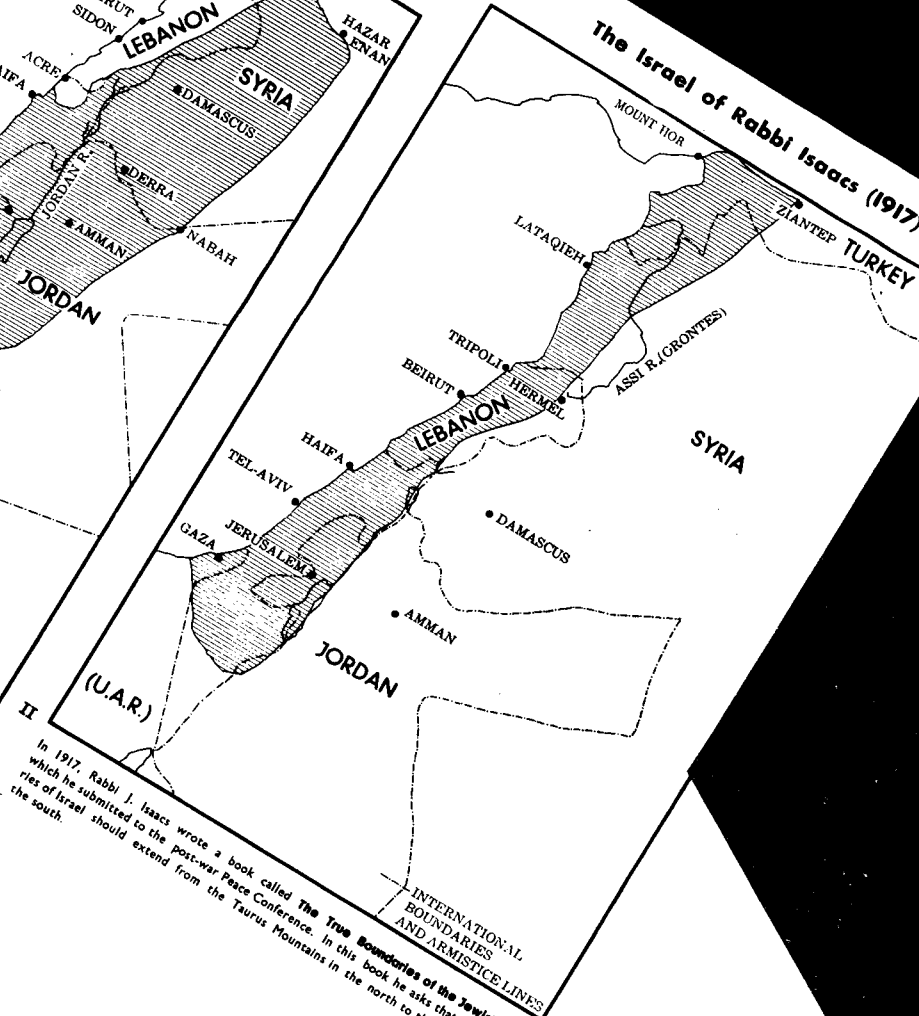 SIDON
LEBANON
HAZAR
ENAN
ACRE
SYRIA
DAMASCUS
JORDAN R.
DERRA
AMMAN
NABAH
JORDAN
The Israel of Rabbi Isaacs (1917)
MOUNT HOR
ZIANTEP
TURKEY
LATAQIEH
TRIPOLI
ASSI R. (GRONTES)
BEIRUT
HERMEL
LEBANON
SYRIA
HAIFA
TEL-AVIV
DAMASCUS
GAZA
JERUSALEM
AMMAN
JORDAN
(U.A.R.)
INTERNATIONAL
BOUNDARIES
AND ARMISTICE LINES
II
In 1917, Rabbi J. Isaacs wrote a book called The True Boundaries of the
which he submitted to the post-war Peace Conference. In this book he asks
ries of Israel should extend from the Taurus Mountains in the north to
the south.